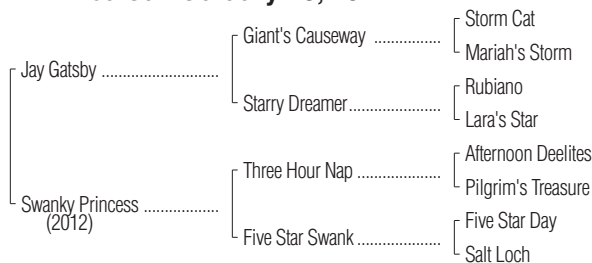 Storm Cat
Giant's Causeway ..................
Mariah's Storm
Jay Gatsby ...........................
Rubiano
Starry Dreamer.....................
Lara's Star
Afternoon Deelites
Three Hour Nap ...................
Pilgrim's Treasure
Swanky Princess .................
(2012)
Five Star Day
Five Star Swank ...................
Salt Loch